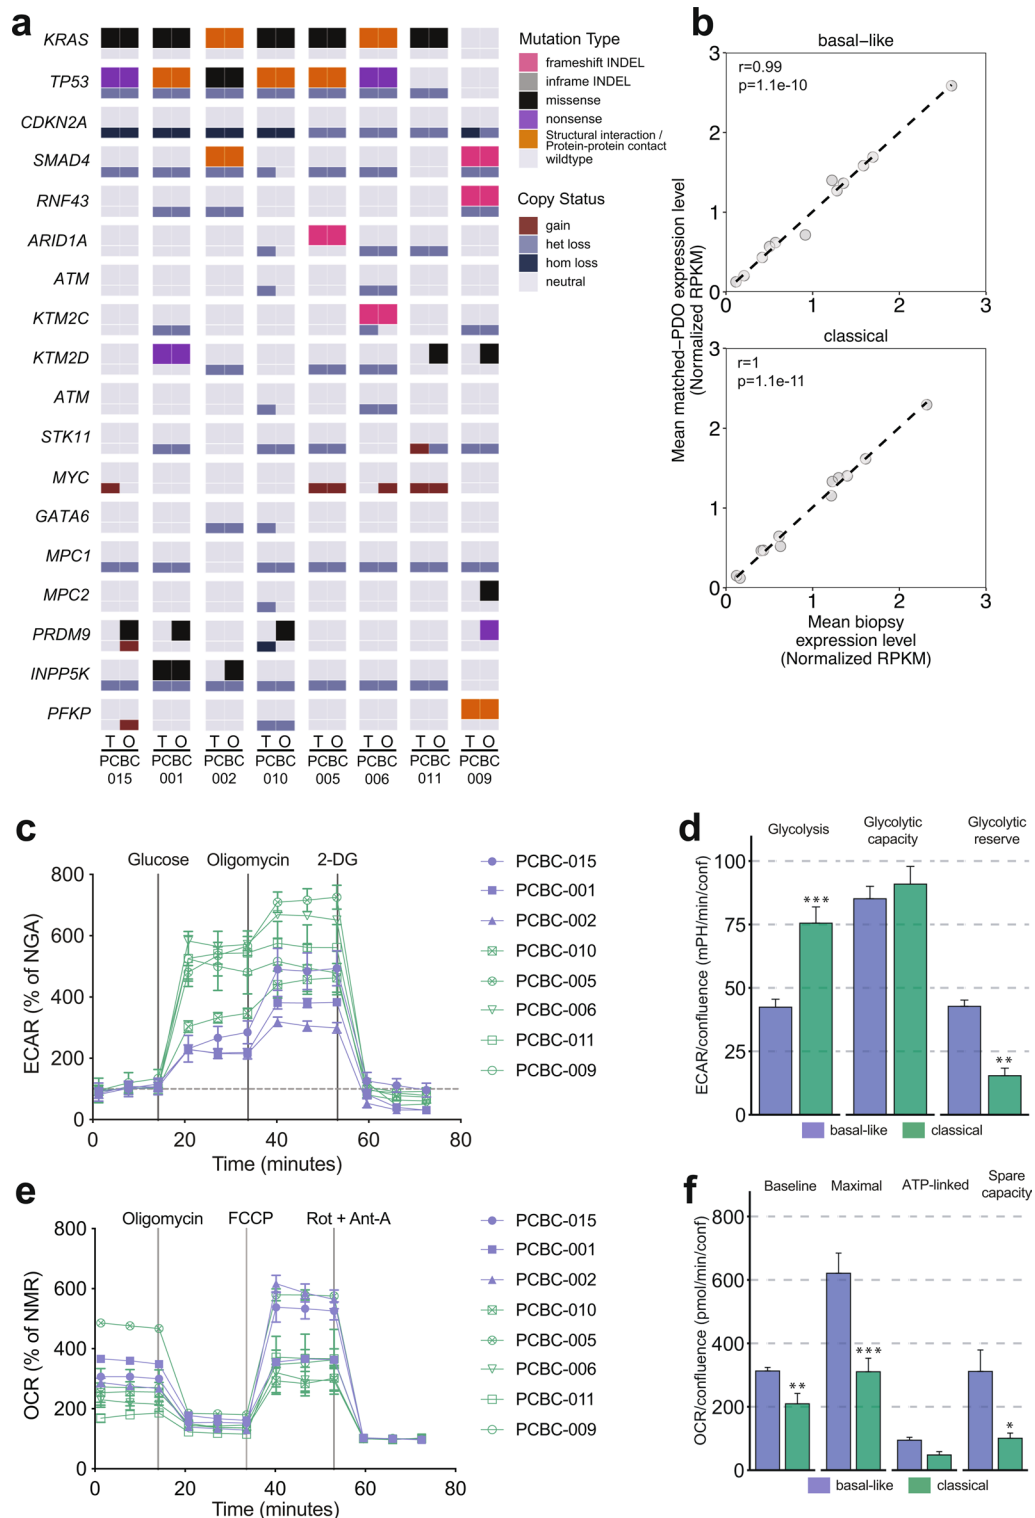 a
KRAS
TP53
CDKN2A
SMAD4
RNF43
ARID1A
ATM
KTM2C
KTM2D
ATM
STK11
MYC
GATA6
MPC1
MPC2
PRDM9
INPP5K
PFKP
T O T O T O T O T O T O T O T O
PCBC PCBC PCBC PCBC PCBC PCBC PCBC PCBC
015 001 002 010 005 006 011 009
Mutation Type
frameshift INDEL
inframe INDEL
missense
nonsense
Structural interaction /
Protein-protein contact
wildtype
Copy Status
gain
het loss
hom loss
neutral
b
basal-like
r=0.99
p=1.1e-10
3
2
1
0
0 1 2 3
classical
r=1
p=1.1e-11
3
2
1
0
0 1 2 3
Mean matched-PDO expression level
(Normalized RPKM)
Mean biopsy
expression level
(Normalized RPKM)
c
Glucose Oligomycin 2-DG
800
600
400
200
0
0 20 40 60 80
ECAR (% of NGA)
Time (minutes)
PCBC-015
PCBC-001
PCBC-002
PCBC-010
PCBC-005
PCBC-006
PCBC-011
PCBC-009
d
Glycolysis
Glycolytic
capacity
Glycolytic
reserve
100
75
50
25
0
ECAR/confluence (mPH/min/conf)
***
**
basal-like classical
e
Oligomycin FCCP Rot + Ant-A
800
600
400
200
0
0 20 40 60 80
OCR (% of NMR)
Time (minutes)
PCBC-015
PCBC-001
PCBC-002
PCBC-010
PCBC-005
PCBC-006
PCBC-011
PCBC-009
f
Baseline Maximal ATP-linked
Spare
capacity
800
600
400
200
0
OCR/confluence (pmol/min/conf)
**
***
*
basal-like classical